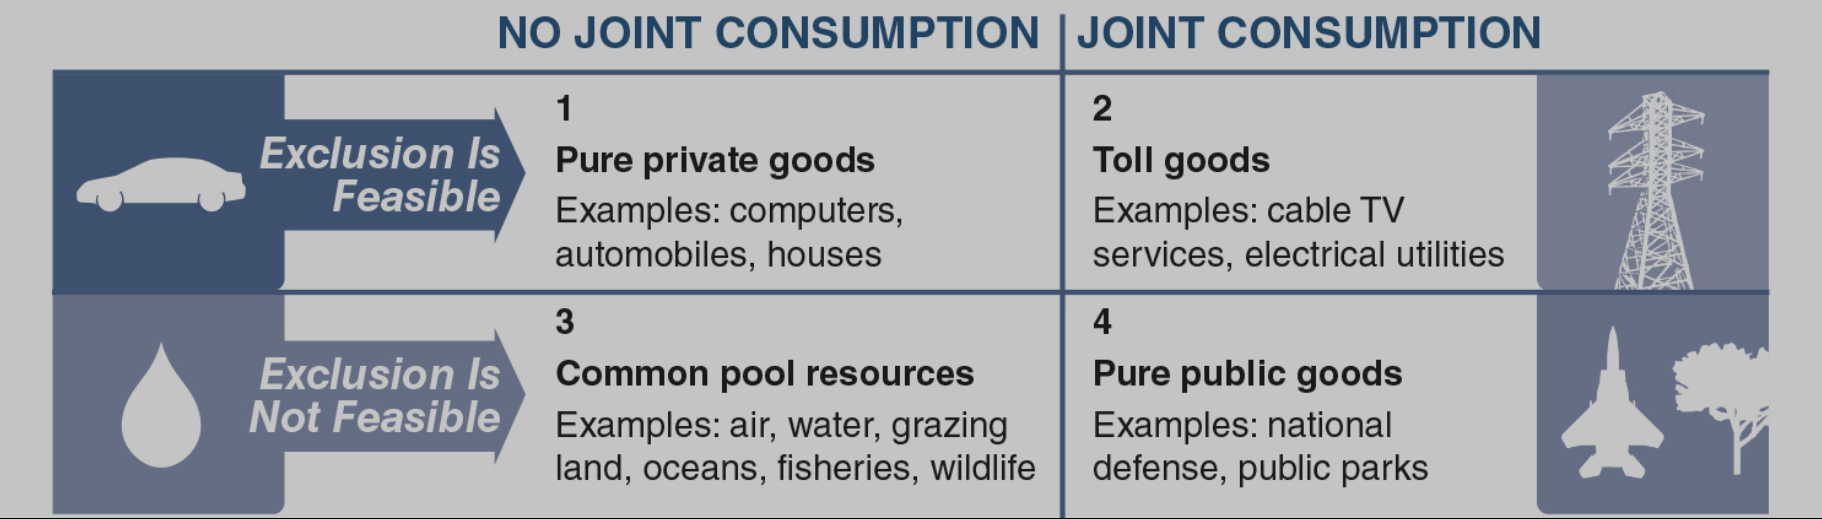 NO JOINT CONSUMPTION
JOINT CONSUMPTION
Exclusion Is
Feasible
1
Pure private goods
Examples: computers,
automobiles, houses
2
Toll goods
Examples: cable TV
services, electrical utilities
Exclusion Is
Not Feasible
3
Common pool resources
Examples: air, water, grazing
land, oceans, fisheries, wildlife
4
Pure public goods
Examples: national
defense, public parks